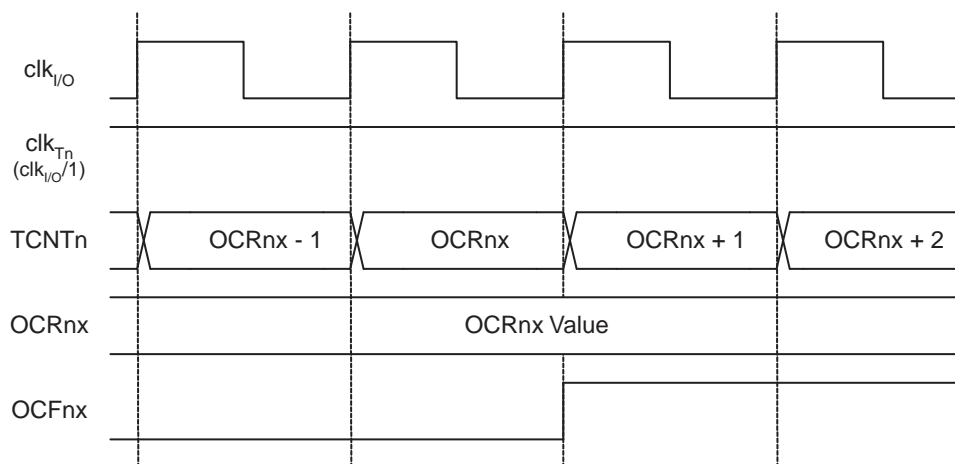 clkI/O
clkTn
(clkI/O/1)
TCNTn OCRnx - 1 OCRnx OCRnx + 1 OCRnx + 2
OCRnx OCRnx Value
OCFnx